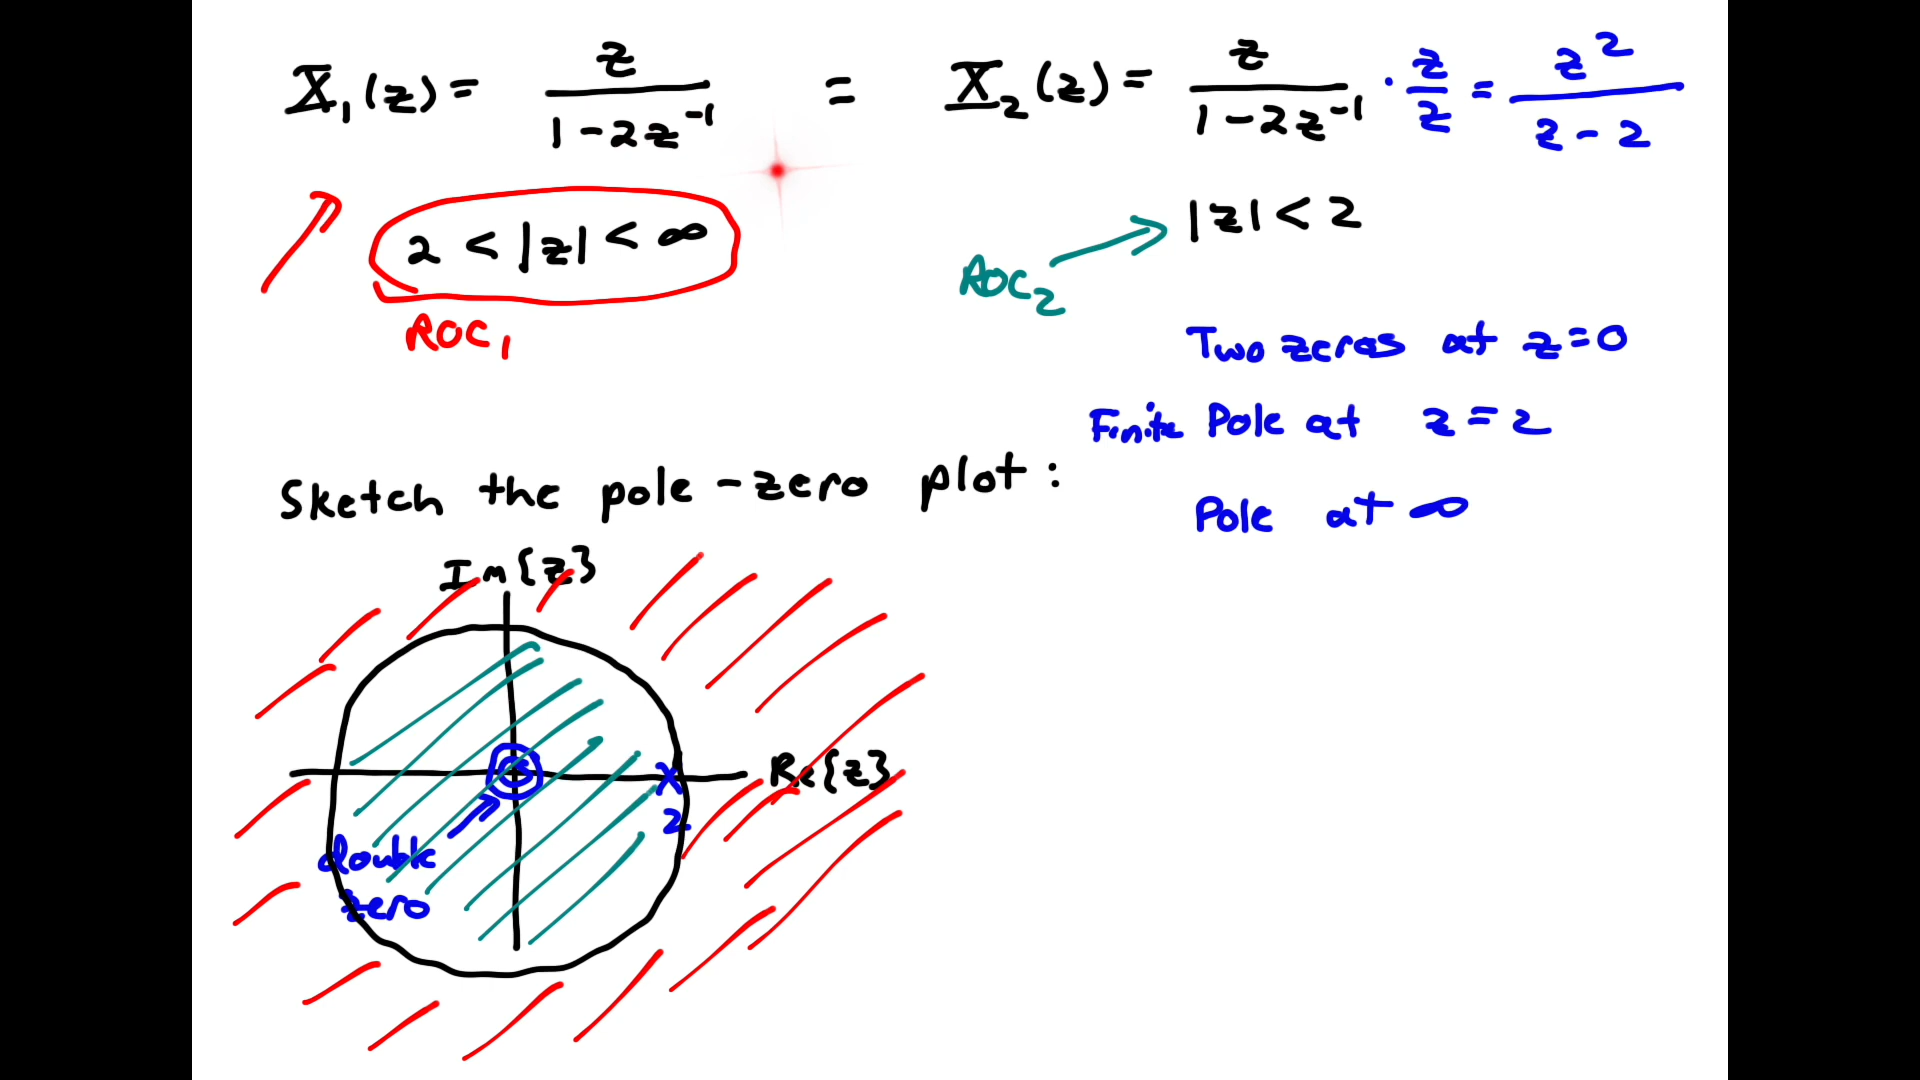 X₁(z) = z / (1 - 2z⁻¹) = X₂(z) = z / (1 - 2z⁻¹) · z/z = z² / (z - 2)
2 < |z| < ∞
|z| < 2
ROC₁
ROC₂
Two zeros at z = 0
Finite Pole at z = 2
Pole at ∞
Sketch the pole-zero plot:
Im{z}
Re{z}
2
double
zero